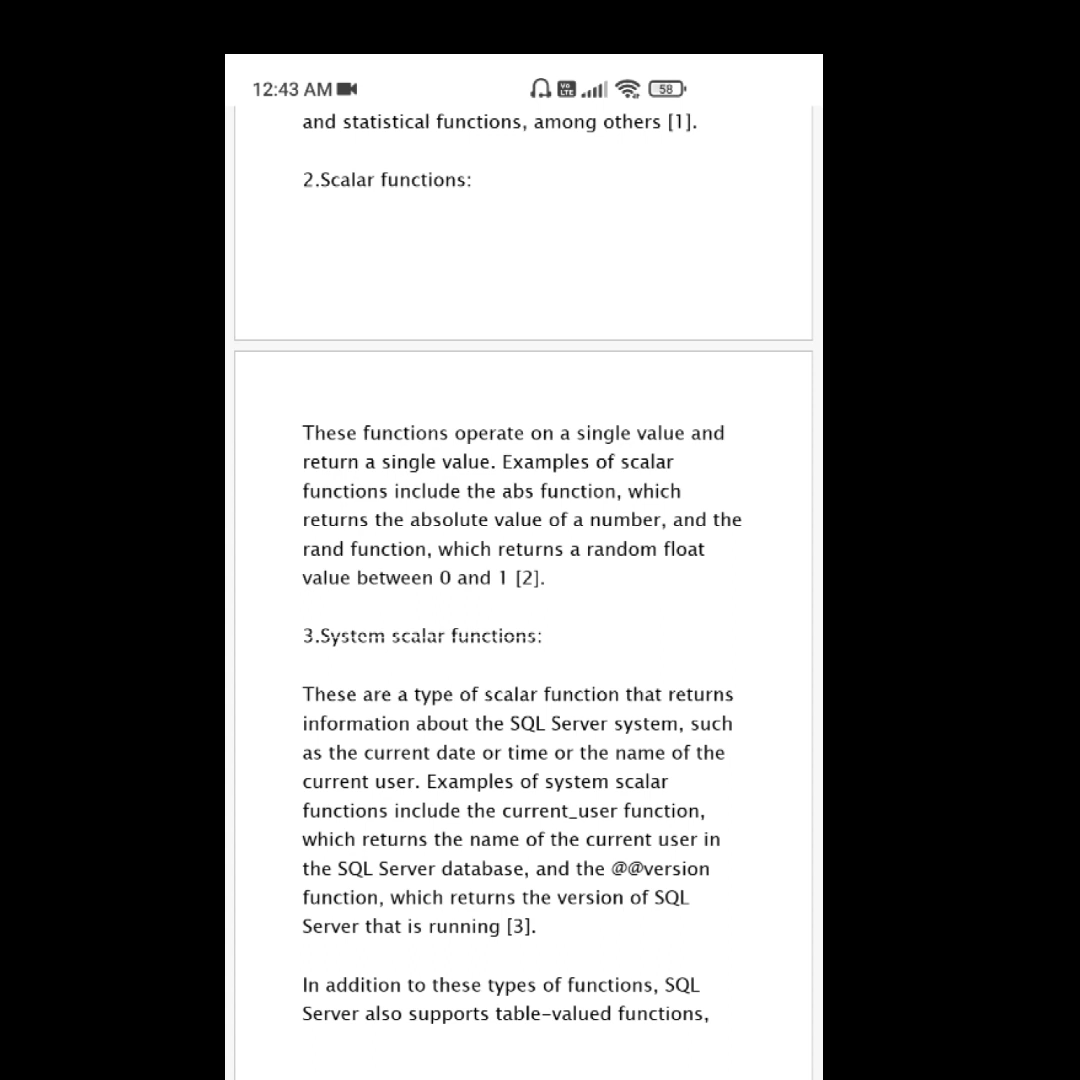 12:43 AM
Vo LTE
58
and statistical functions, among others [1].
2.Scalar functions:
These functions operate on a single value and
return a single value. Examples of scalar
functions include the abs function, which
returns the absolute value of a number, and the
rand function, which returns a random float
value between 0 and 1 [2].
3.System scalar functions:
These are a type of scalar function that returns
information about the SQL Server system, such
as the current date or time or the name of the
current user. Examples of system scalar
functions include the current_user function,
which returns the name of the current user in
the SQL Server database, and the @@version
function, which returns the version of SQL
Server that is running [3].
In addition to these types of functions, SQL
Server also supports table-valued functions,